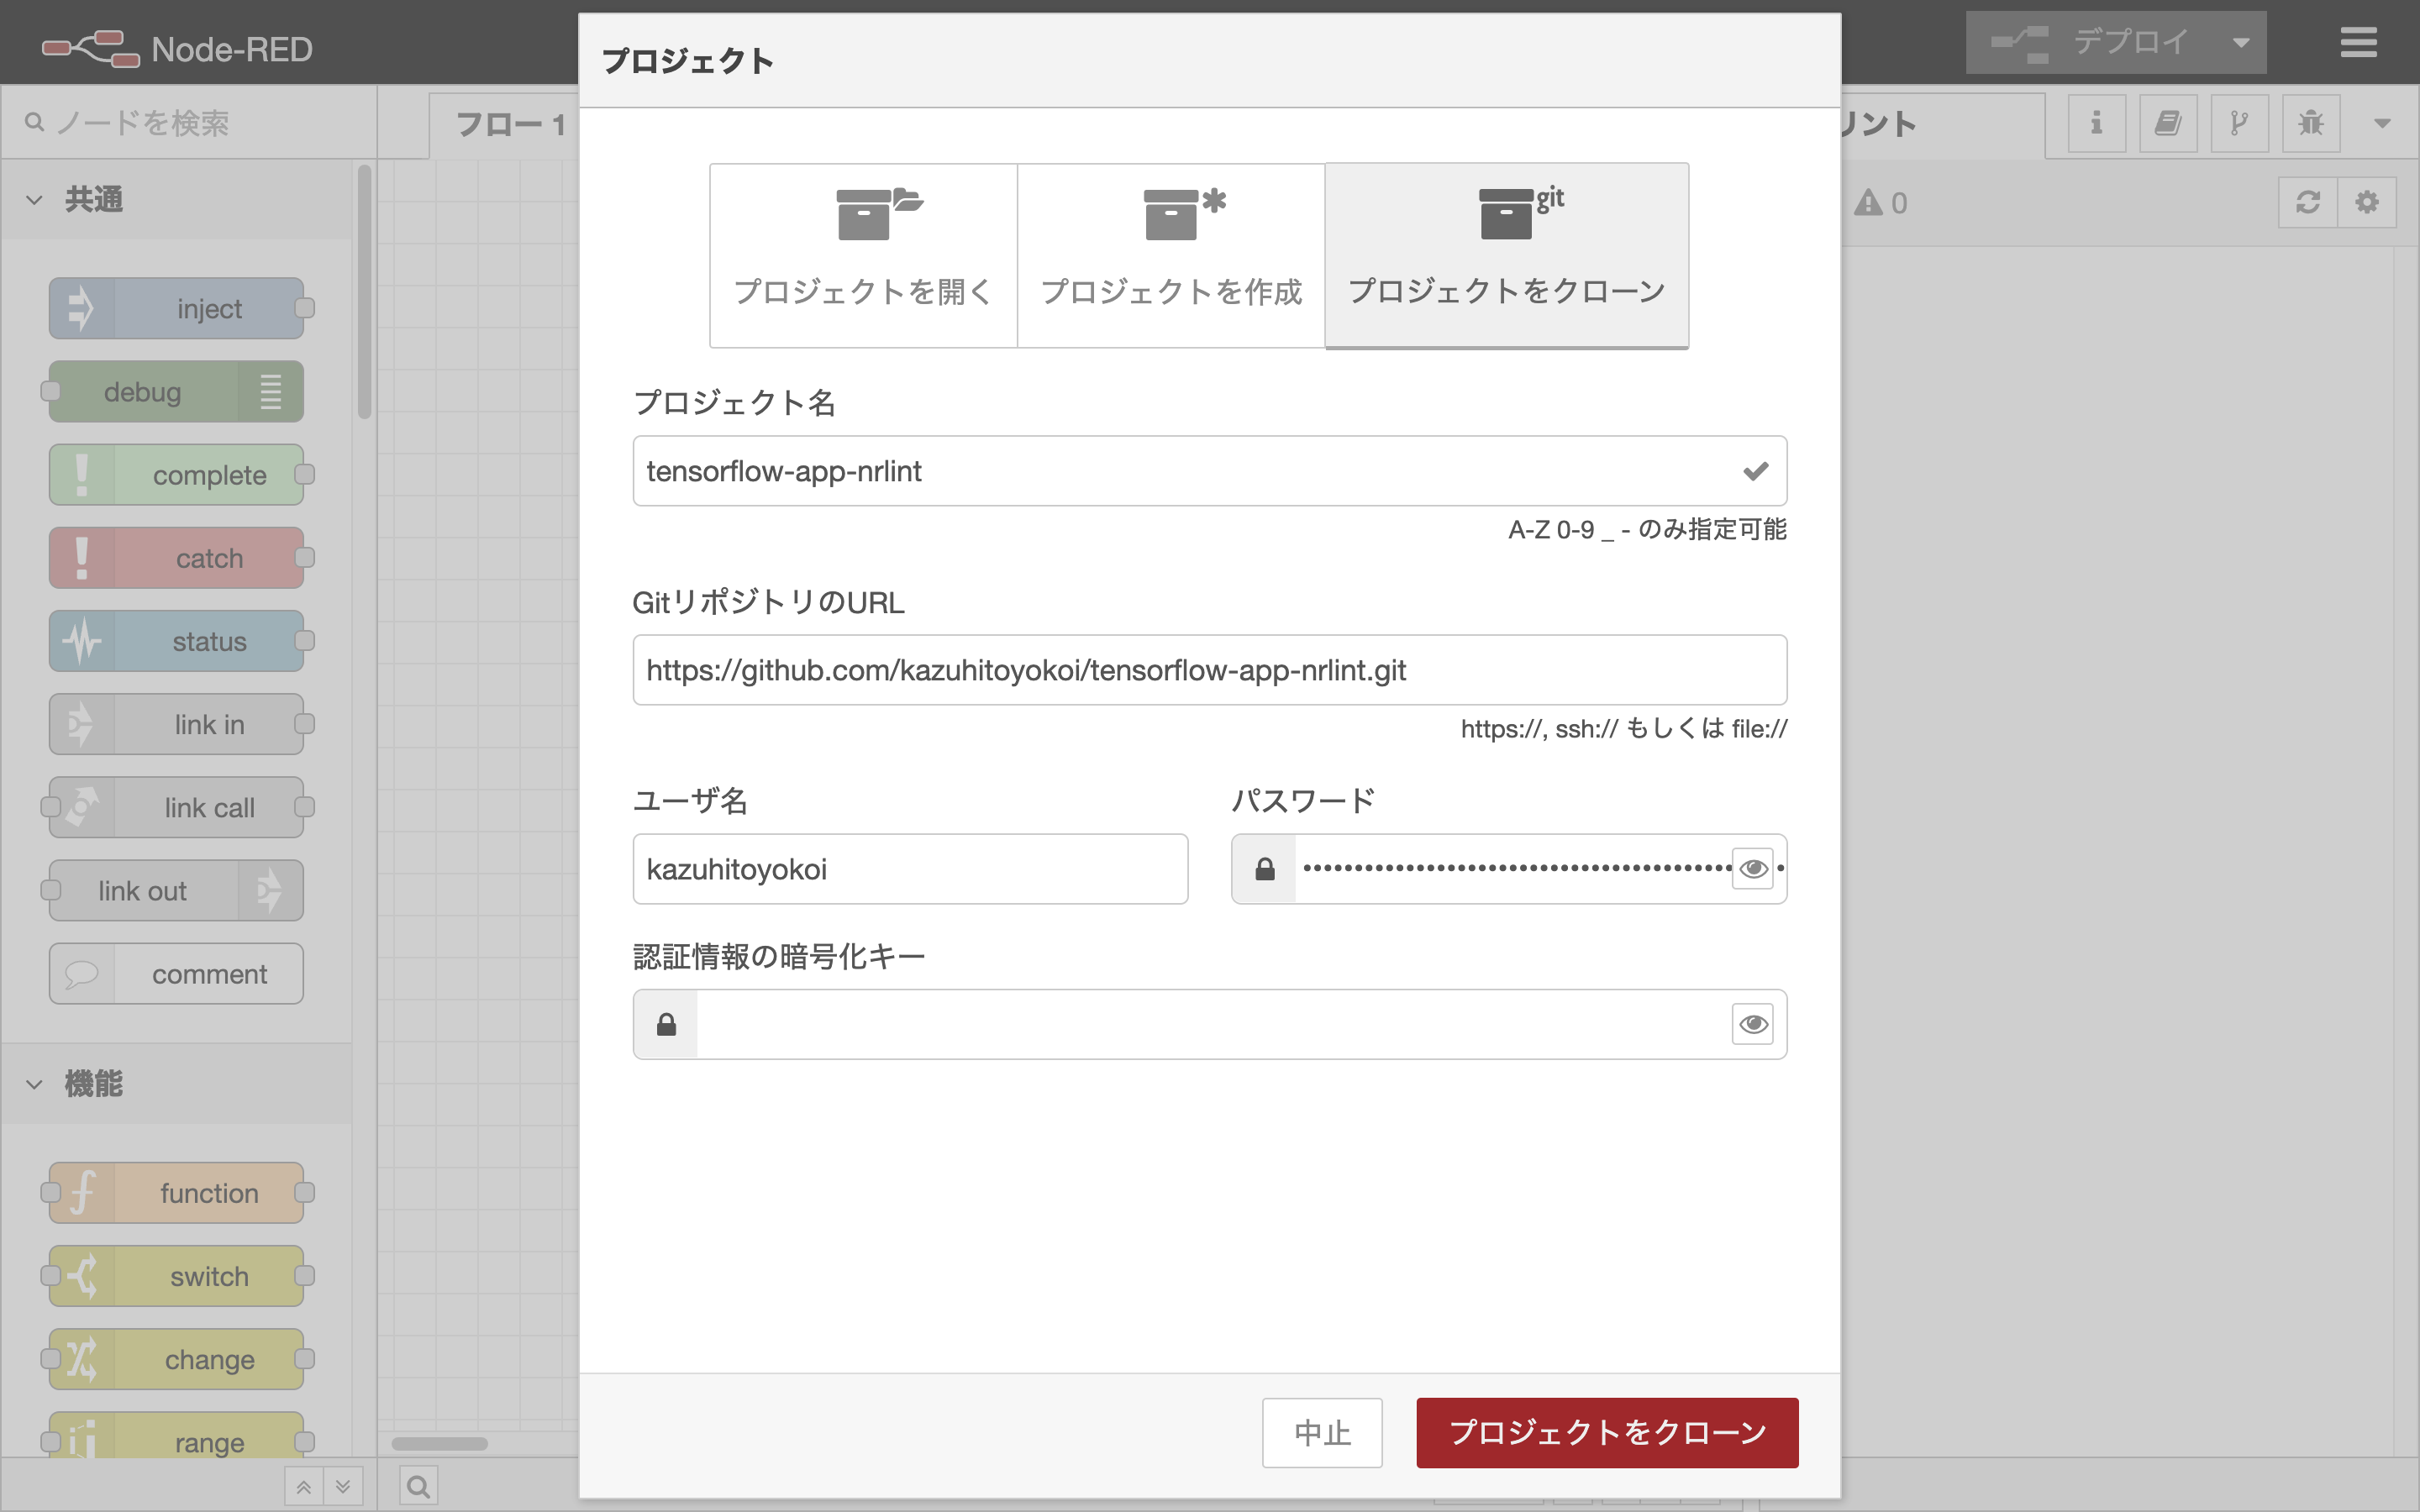 Node-RED
デプロイ
ノードを検索
フロー 1
リント
共通
inject
debug
complete
catch
status
link in
link call
link out
comment
機能
function
switch
change
range
0
プロジェクト
git
プロジェクトを開く
プロジェクトを作成
プロジェクトをクローン
プロジェクト名
tensorflow-app-nrlint
A-Z 0-9 _ - のみ指定可能
GitリポジトリのURL
https://github.com/kazuhitoyokoi/tensorflow-app-nrlint.git
https://, ssh:// もしくは file://
ユーザ名
パスワード
kazuhitoyokoi
認証情報の暗号化キー
中止
プロジェクトをクローン